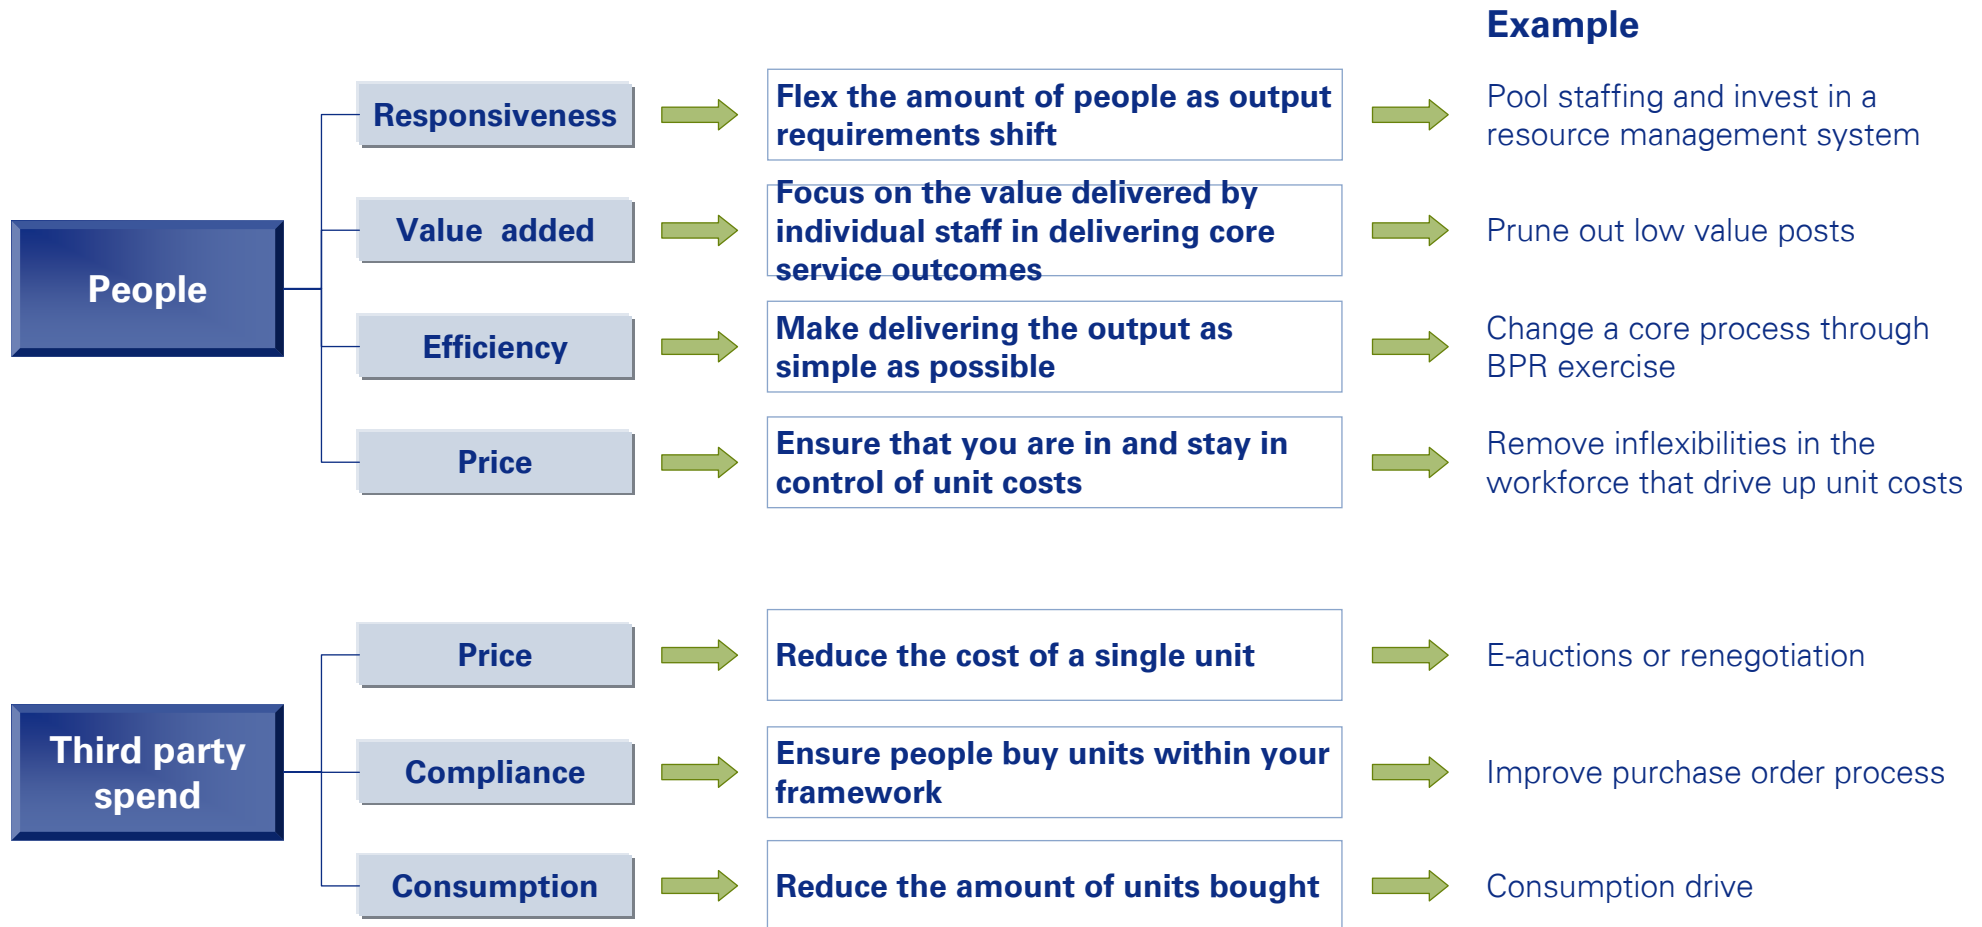 Example
People
Responsiveness
Flex the amount of people as output
requirements shift
Pool staffing and invest in a
resource management system
Value added
Focus on the value delivered by
individual staff in delivering core
service outcomes
Prune out low value posts
Efficiency
Make delivering the output as
simple as possible
Change a core process through
BPR exercise
Price
Ensure that you are in and stay in
control of unit costs
Remove inflexibilities in the
workforce that drive up unit costs
Third party
spend
Price
Reduce the cost of a single unit
E-auctions or renegotiation
Compliance
Ensure people buy units within your
framework
Improve purchase order process
Consumption
Reduce the amount of units bought
Consumption drive